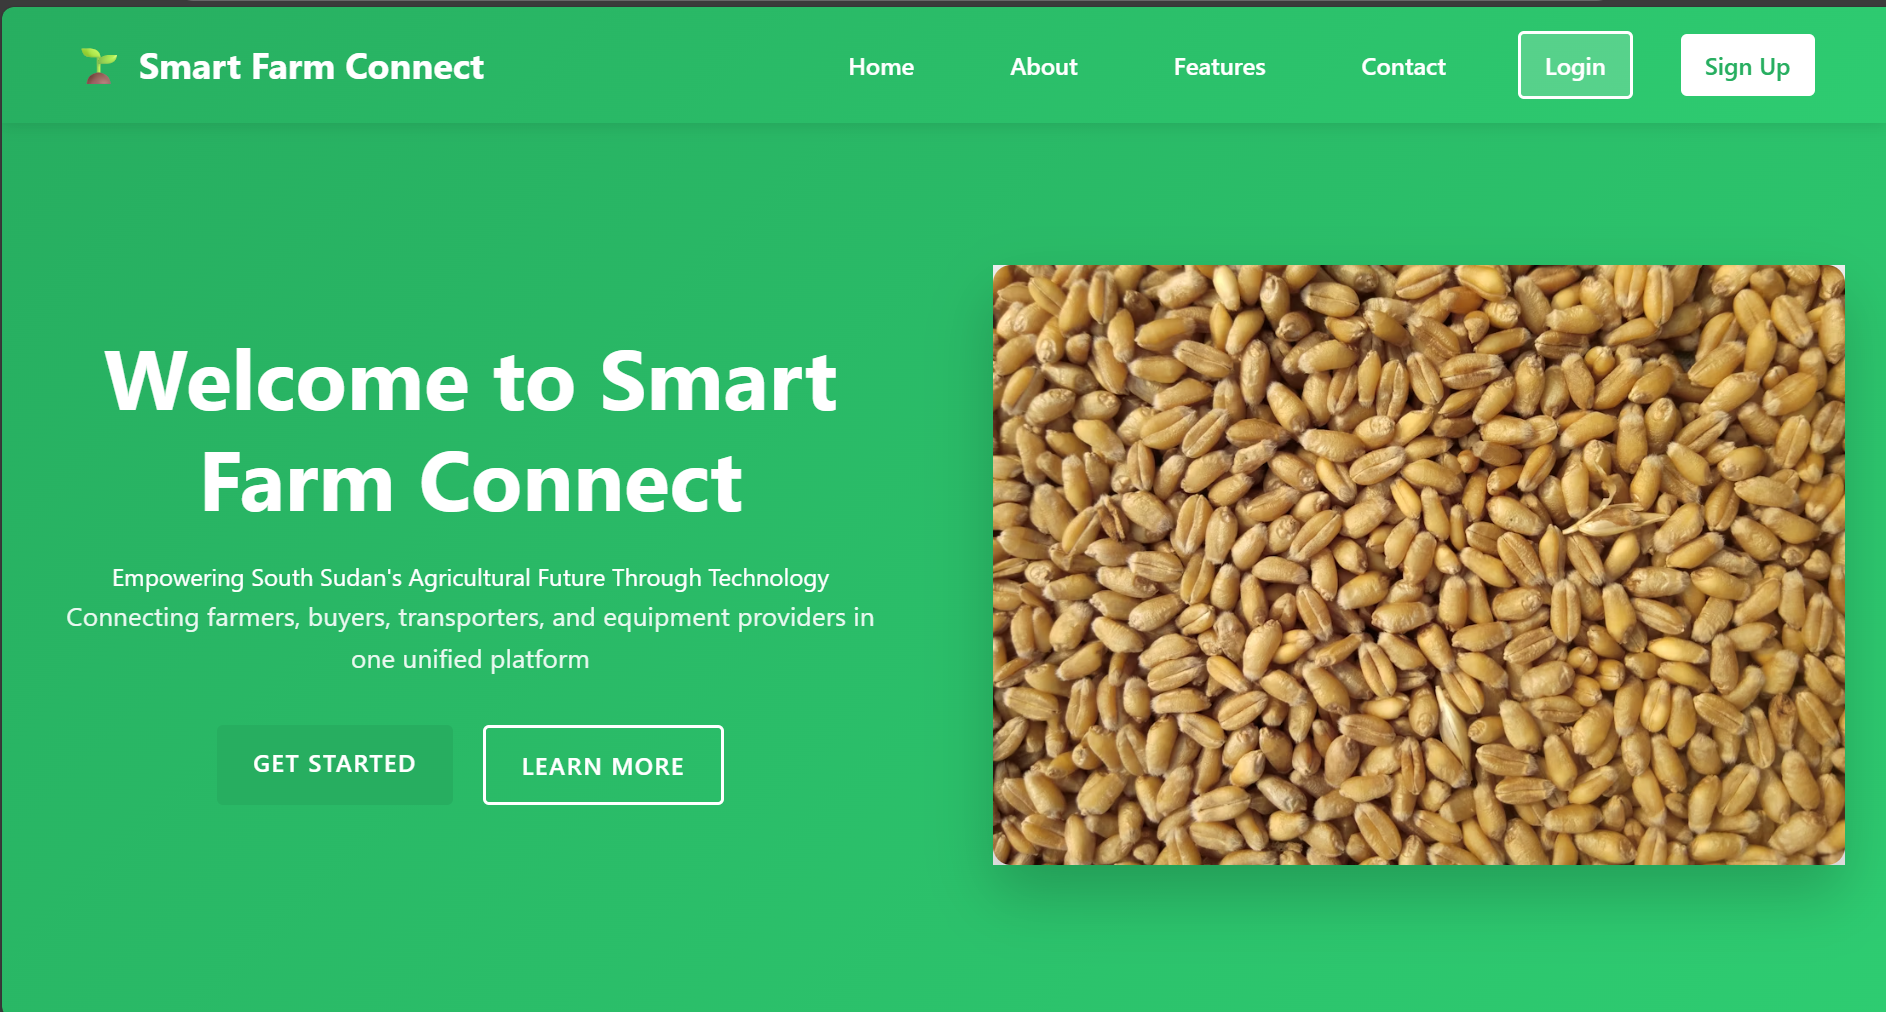 Smart Farm Connect
Home
About
Features
Contact
Login
Sign Up
Welcome to Smart
Farm Connect
Empowering South Sudan's Agricultural Future Through Technology
Connecting farmers, buyers, transporters, and equipment providers in
one unified platform
GET STARTED
LEARN MORE